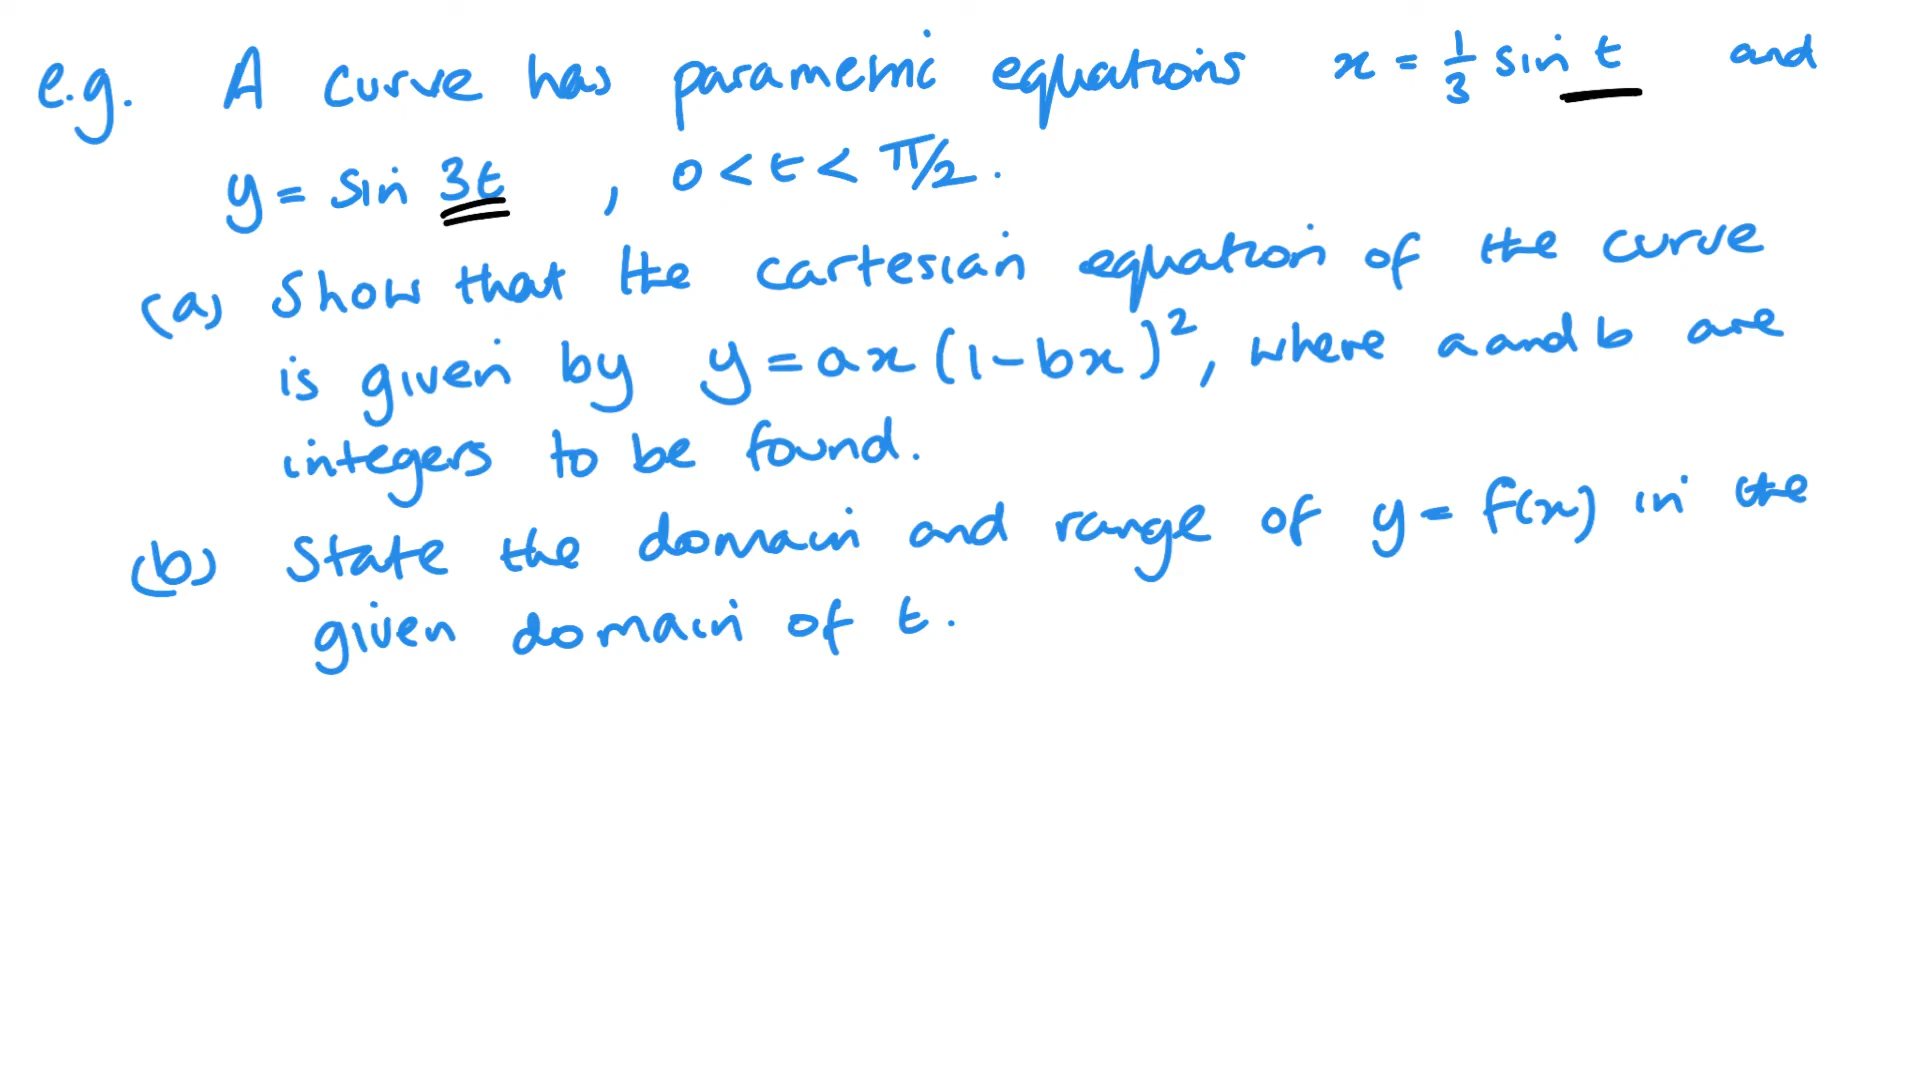 e.g. A curve has parametric equations x = 1/3 sin t and
y = sin 3t , 0 < t < π/2 .
(a) Show that the cartesian equation of the curve
is given by y = ax (1 - bx)², where a and b are
integers to be found.
(b) State the domain and range of y = f(x) in the
given domain of t.